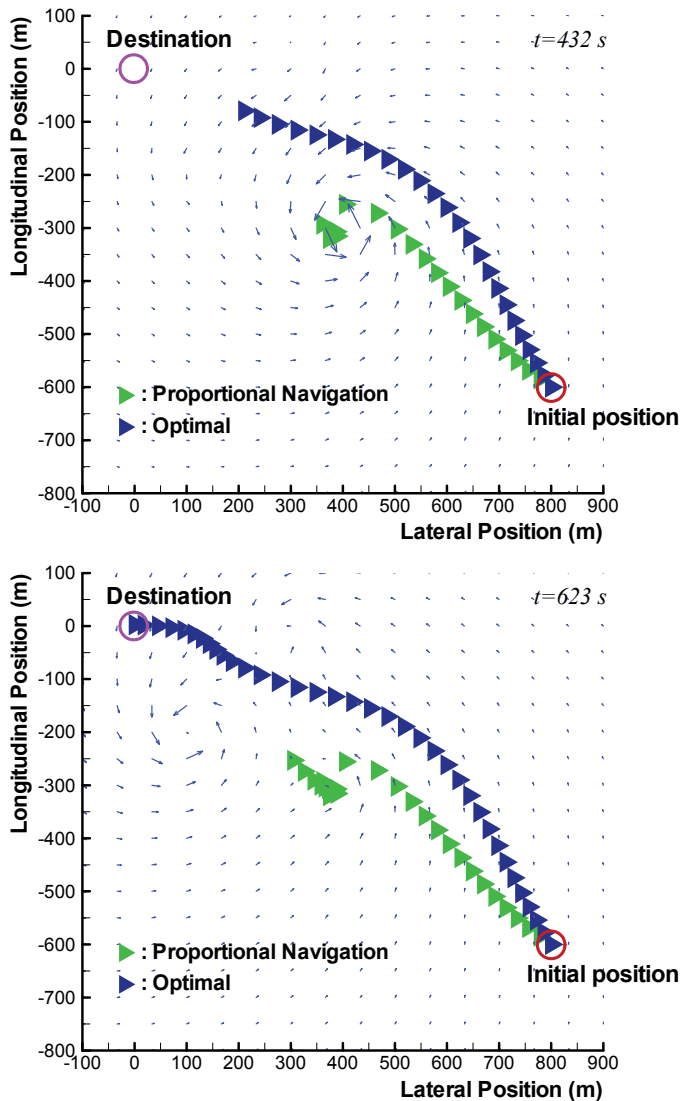 100
Destination
t=432 s
0
-100
-200
-300
-400
-500
-600
-700
-800
Longitudinal Position (m)
: Proportional Navigation
: Optimal
Initial position
-100 0 100 200 300 400 500 600 700 800 900
Lateral Position (m)
100
Destination
t=623 s
0
-100
-200
-300
-400
-500
-600
-700
-800
Longitudinal Position (m)
: Proportional Navigation
: Optimal
Initial position
-100 0 100 200 300 400 500 600 700 800 900
Lateral Position (m)